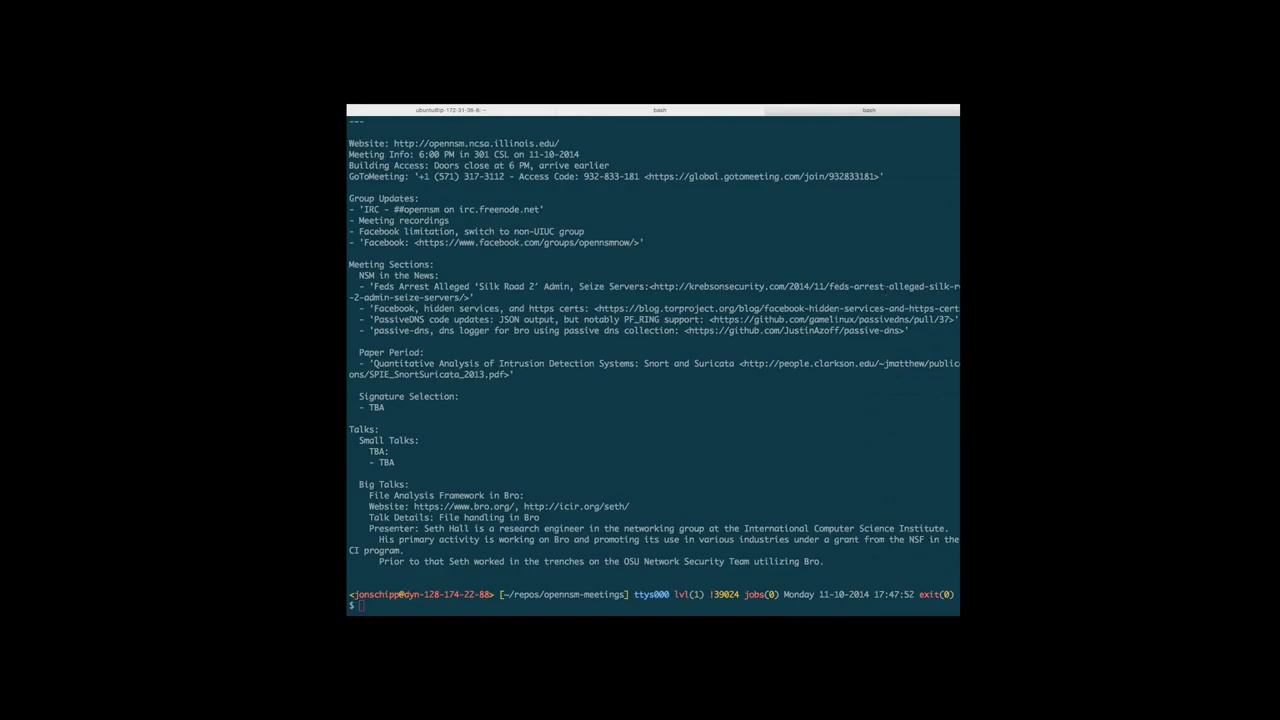 ubuntu@ip-172-31-36-6: ~ bash bash
---
Website: http://opennsm.ncsa.illinois.edu/
Meeting Info: 6:00 PM in 301 CSL on 11-10-2014
Building Access: Doors close at 6 PM, arrive earlier
GoToMeeting: '+1 (571) 317-3112 - Access Code: 932-833-181 <https://global.gotomeeting.com/join/932833181>'
Group Updates:
- 'IRC - ##opennsm on irc.freenode.net'
- Meeting recordings
- Facebook limitation, switch to non-UIUC group
- 'Facebook: <https://www.facebook.com/groups/opennsmnow/>'
Meeting Sections:
NSM in the News:
- 'Feds Arrest Alleged ‘Silk Road 2’ Admin, Seize Servers:<http://krebsonsecurity.com/2014/11/feds-arrest-alleged-silk-r
-2-admin-seize-servers/>'
- 'Facebook, hidden services, and https certs: <https://blog.torproject.org/blog/facebook-hidden-services-and-https-cert
- 'PassiveDNS code updates: JSON output, but notably PF_RING support: <https://github.com/gamelinux/passivedns/pull/37>'
- 'passive-dns, dns logger for bro using passive dns collection: <https://github.com/JustinAzoff/passive-dns>'
Paper Period:
- 'Quantitative Analysis of Intrusion Detection Systems: Snort and Suricata <http://people.clarkson.edu/~jmatthew/public
ons/SPIE_SnortSuricata_2013.pdf>'
Signature Selection:
- TBA
Talks:
Small Talks:
TBA:
- TBA
Big Talks:
File Analysis Framework in Bro:
Website: https://www.bro.org/, http://icir.org/seth/
Talk Details: File handling in Bro
Presenter: Seth Hall is a research engineer in the networking group at the International Computer Science Institute.
His primary activity is working on Bro and promoting its use in various industries under a grant from the NSF in the
CI program.
Prior to that Seth worked in the trenches on the OSU Network Security Team utilizing Bro.
<jonschipp@dyn-128-174-22-88> [~/repos/opennsm-meetings] ttys000 lvl(1) !39024 jobs(0) Monday 11-10-2014 17:47:52 exit(0)
$